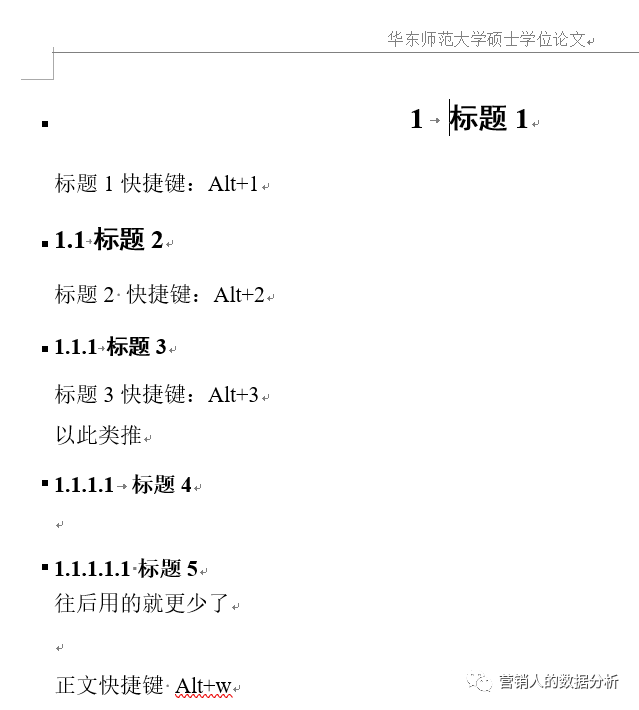 华东师范大学硕士学位论文
1 标题 1
标题 1 快捷键：Alt+1
1.1 标题 2
标题 2 快捷键：Alt+2
1.1.1 标题 3
标题 3 快捷键：Alt+3
以此类推
1.1.1.1 标题 4
1.1.1.1.1 标题 5
往后用的就更少了
正文快捷键 Alt+w
营销人的数据分析